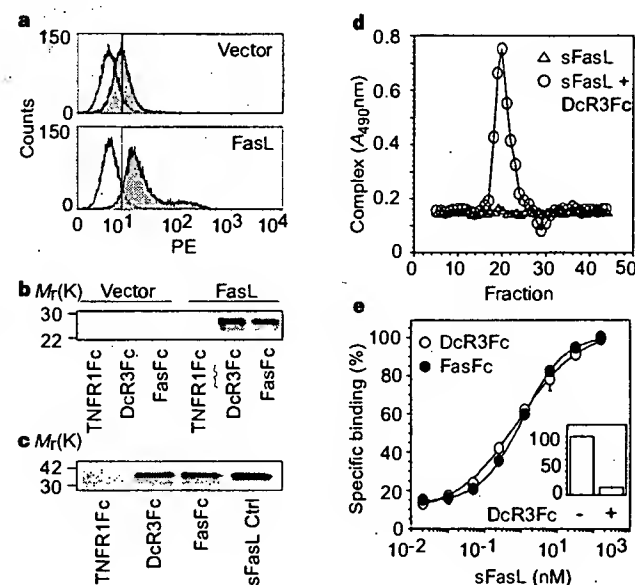 a
150
Vector
0
150
FasL
0
Counts
0 10¹ 10² 10³ 10⁴
PE
b Mr(K) Vector FasL
30
22
TNFR1Fc
DcR3Fc
FasFc
TNFR1Fc
DcR3Fc
FasFc
c Mr(K)
42
30
TNFR1Fc
DcR3Fc
FasFc
sFasL Ctrl
d
Complex (A490nm)
0.8
0.6
0.4
0.2
0
sFasL
sFasL +
DcR3Fc
0 10 20 30 40 50
Fraction
e
Specific binding (%)
100
80
60
40
20
0
DcR3Fc
FasFc
100
50
0
DcR3Fc - +
10⁻² 10⁻¹ 10¹ 10³
sFasL (nM)